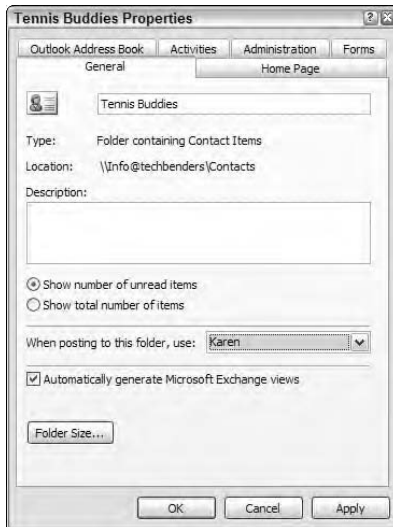 Tennis Buddies Properties
Outlook Address Book Activities Administration Forms
General Home Page
Tennis Buddies
Type: Folder containing Contact Items
Location: \\Info@techbenders\Contacts
Description:
Show number of unread items
Show total number of items
When posting to this folder, use: Karen
Automatically generate Microsoft Exchange views
Folder Size...
OK Cancel Apply